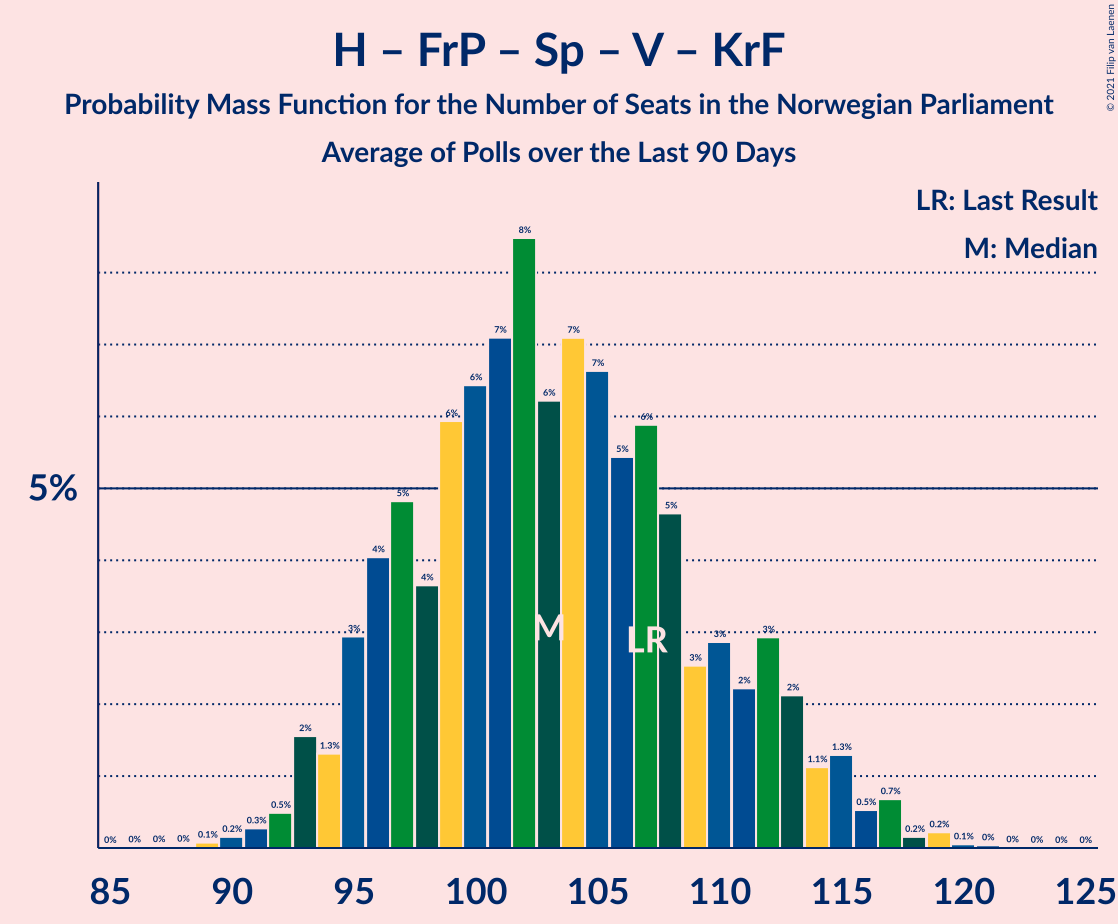 H – FrP – Sp – V – KrF
Probability Mass Function for the Number of Seats in the Norwegian Parliament
Average of Polls over the Last 90 Days
© 2021 Filip van Laenen
LR: Last Result
M: Median
5%
0% 0% 0% 0% 0.1% 0.2% 0.3% 0.5% 2% 1.3% 3% 4% 5% 4% 6% 6% 7% 8% 6% 7% 7% 5% 6% 5% 3% 3% 2% 3% 2% 1.1% 1.3% 0.5% 0.7% 0.2% 0.2% 0.1% 0% 0% 0% 0% 0%
M LR
85 90 95 100 105 110 115 120 125